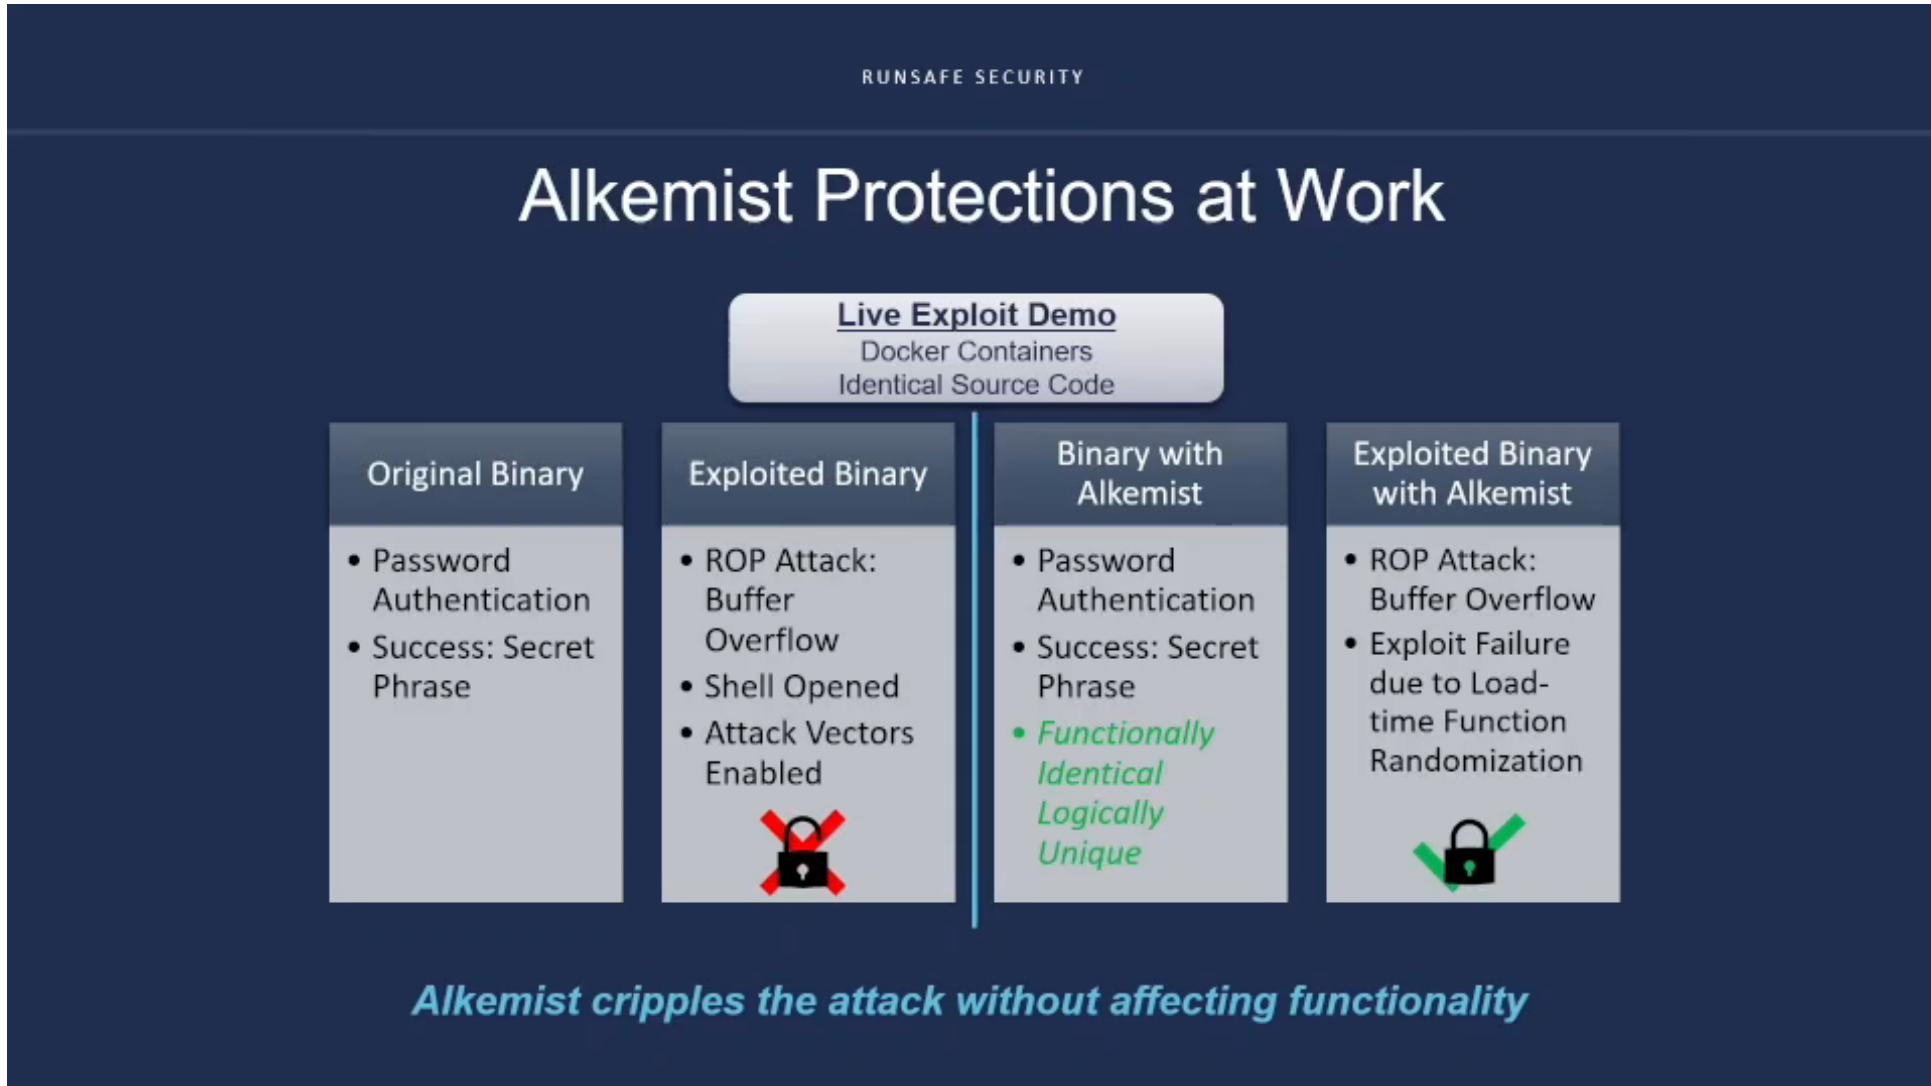 RUNSAFE SECURITY
Alkemist Protections at Work
Live Exploit Demo
Docker Containers
Identical Source Code
Original Binary
• Password
Authentication
• Success: Secret
Phrase
Exploited Binary
• ROP Attack:
Buffer
Overflow
• Shell Opened
• Attack Vectors
Enabled
Binary with
Alkemist
• Password
Authentication
• Success: Secret
Phrase
• Functionally
Identical
Logically
Unique
Exploited Binary
with Alkemist
• ROP Attack:
Buffer Overflow
• Exploit Failure
due to Load-
time Function
Randomization
Alkemist cripples the attack without affecting functionality